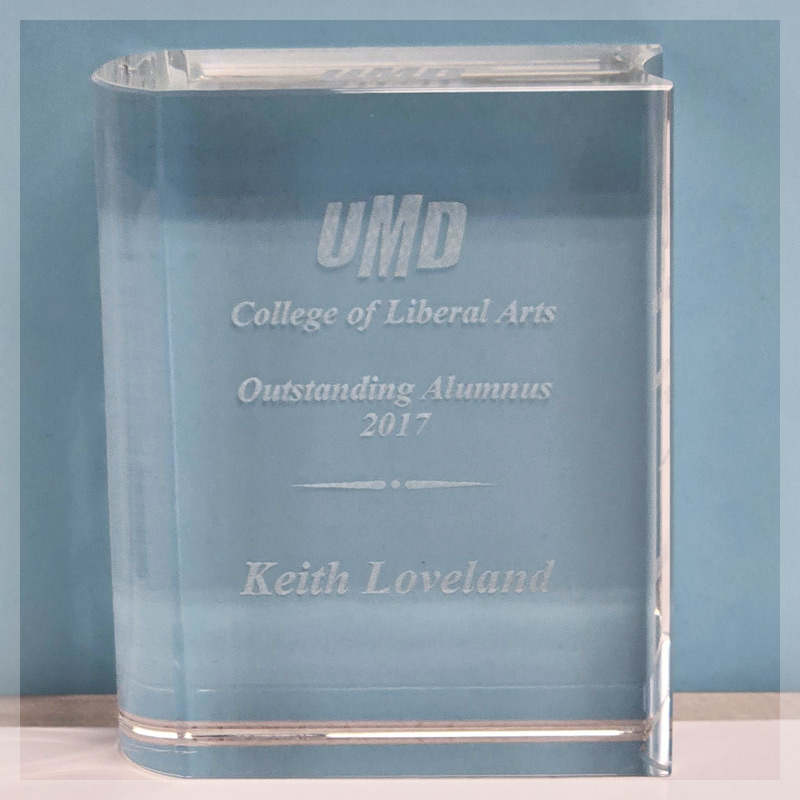 UMD
College of Liberal Arts
Outstanding Alumnus
2017
Keith Loveland